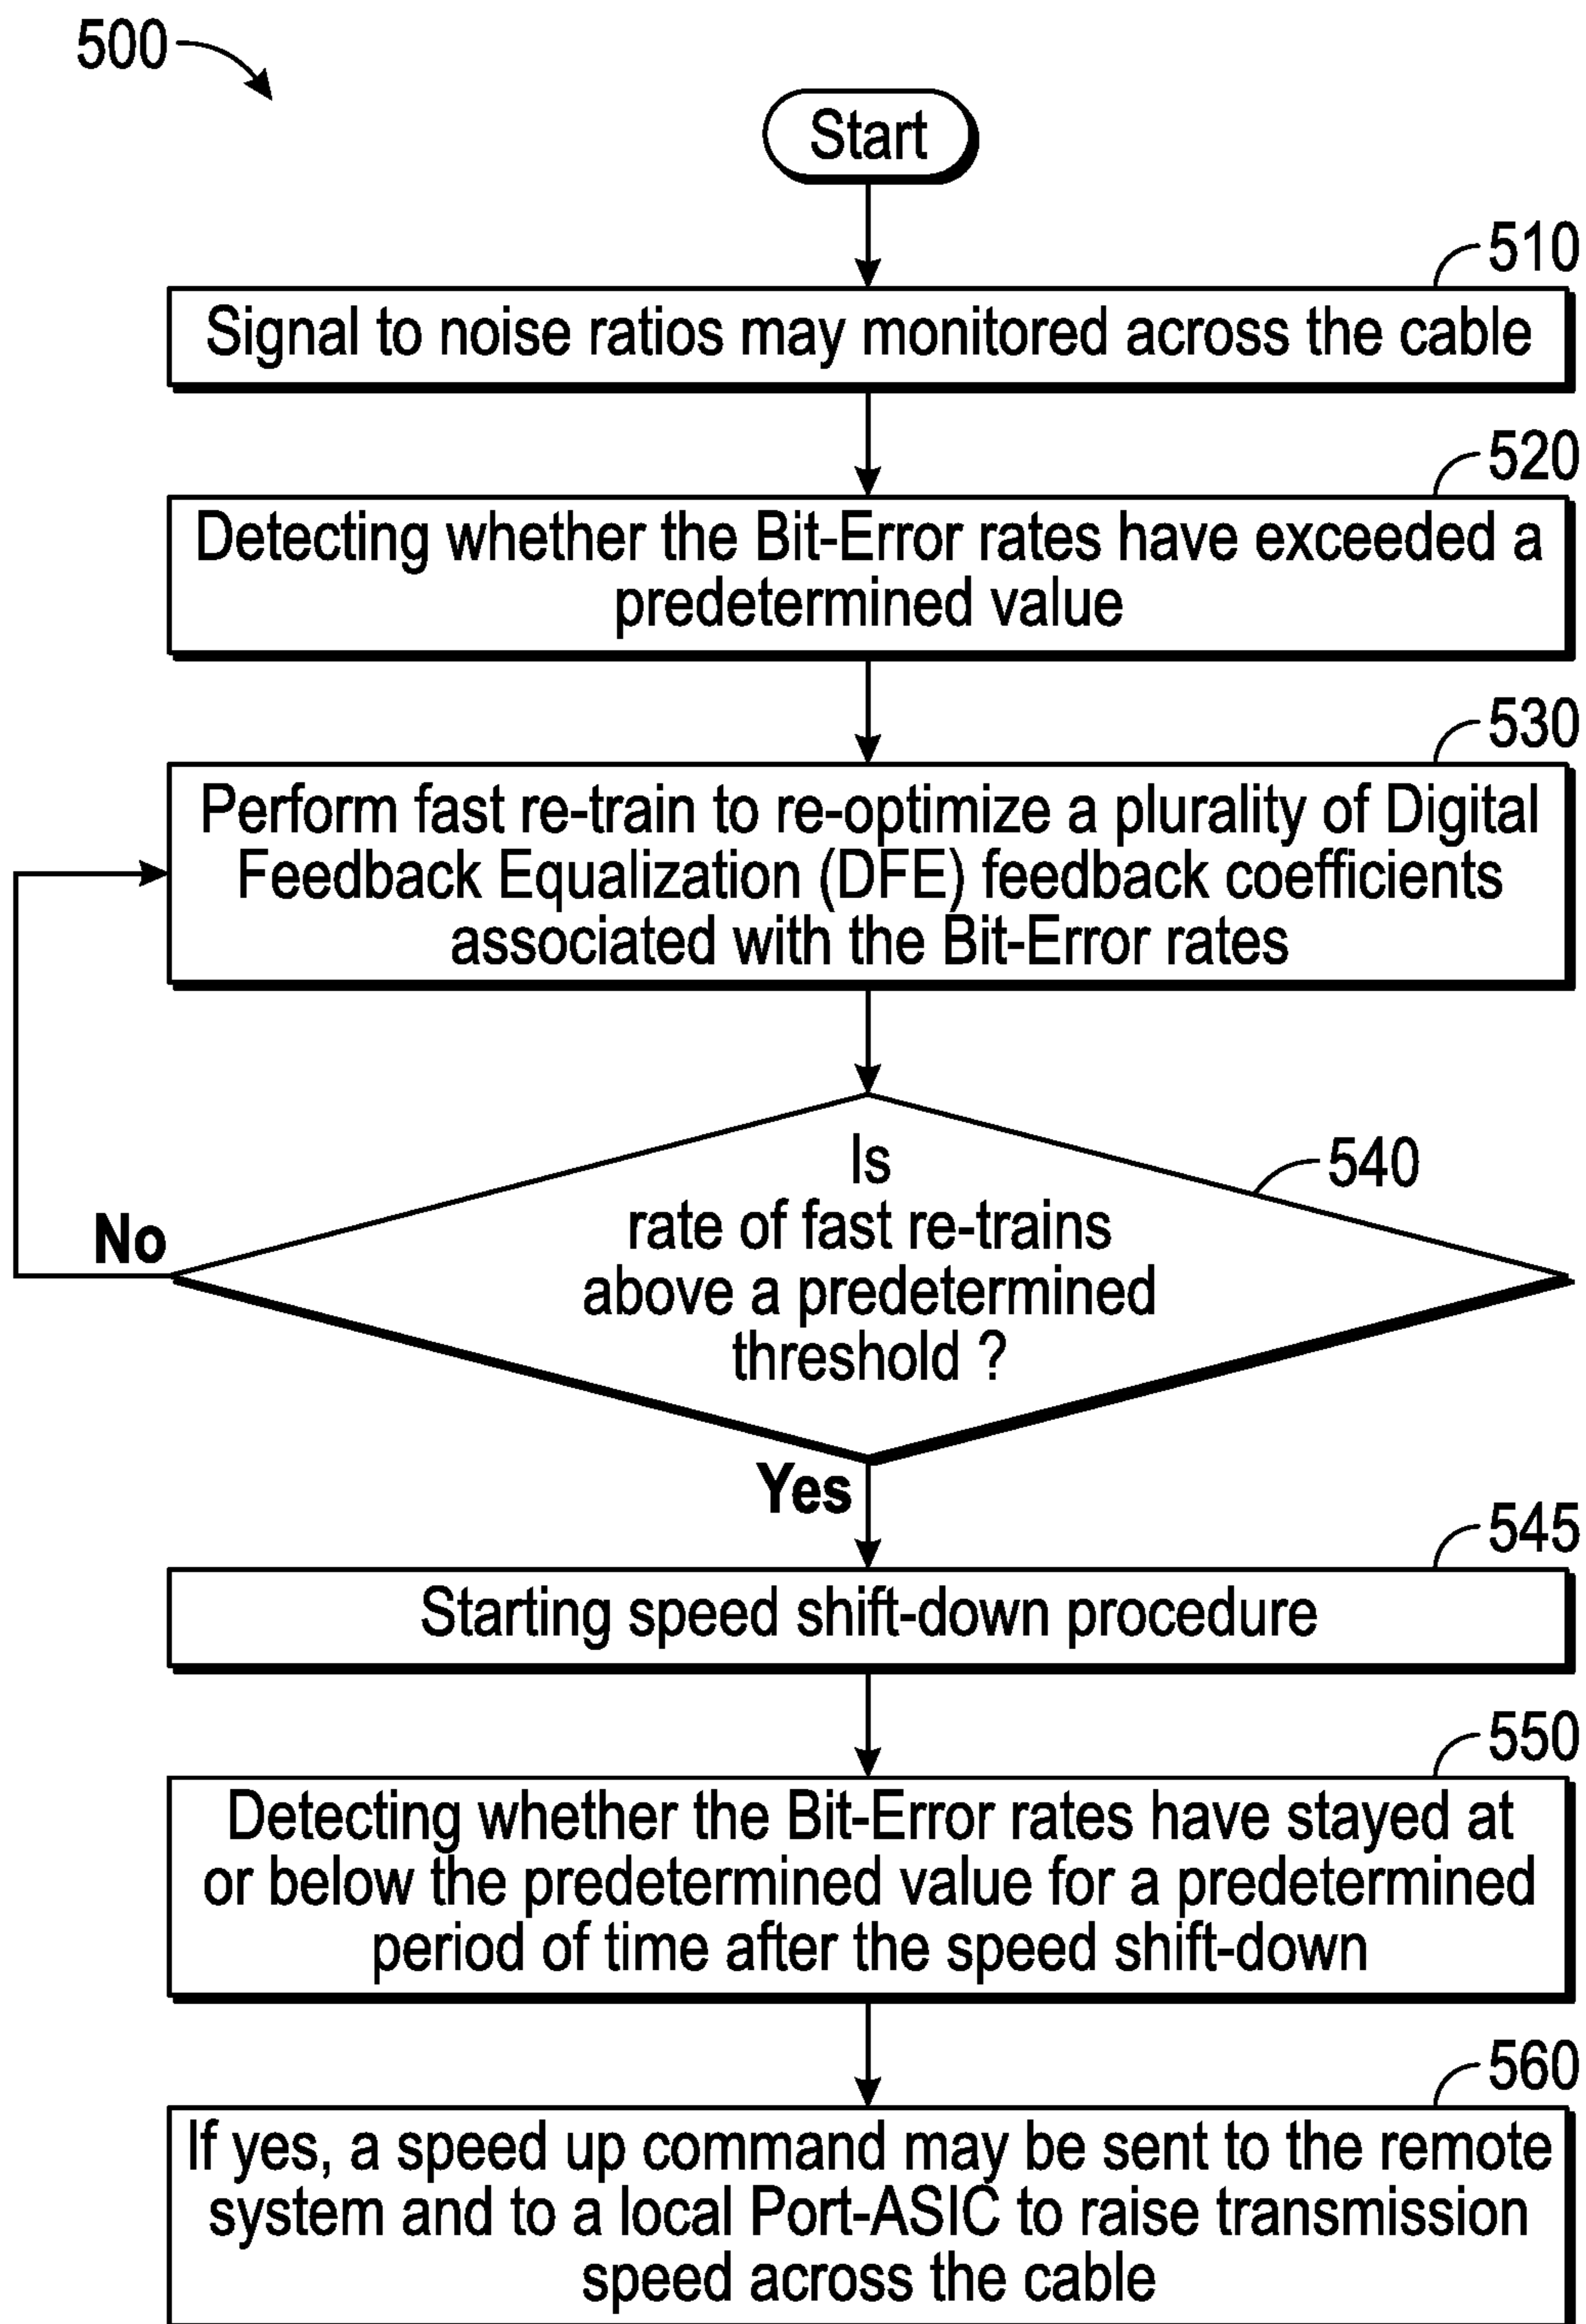 500
Start
510
Signal to noise ratios may monitored across the cable
520
Detecting whether the Bit-Error rates have exceeded a
predetermined value
530
Perform fast re-train to re-optimize a plurality of Digital
Feedback Equalization (DFE) feedback coefficients
associated with the Bit-Error rates
540
Is
rate of fast re-trains
above a predetermined
threshold ?
No
Yes
545
Starting speed shift-down procedure
550
Detecting whether the Bit-Error rates have stayed at
or below the predetermined value for a predetermined
period of time after the speed shift-down
560
If yes, a speed up command may be sent to the remote
system and to a local Port-ASIC to raise transmission
speed across the cable